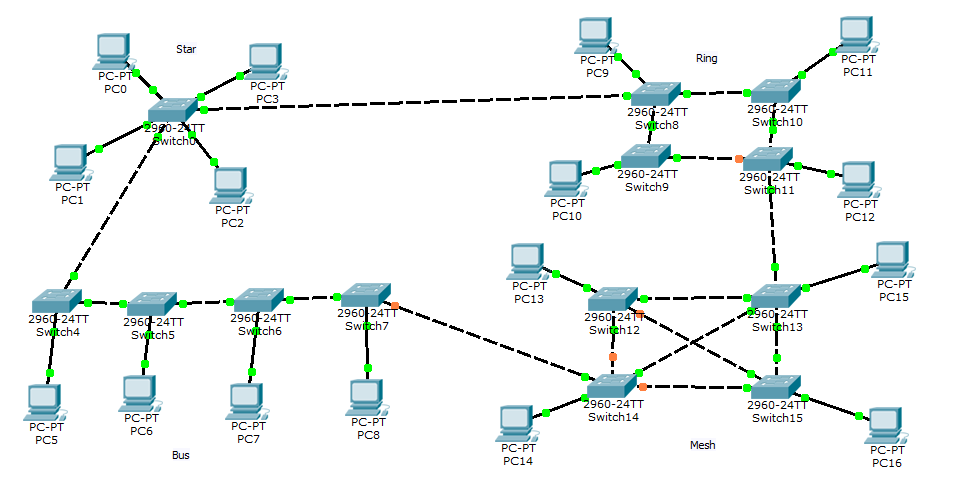 Star
PC-PT
PC0
PC-PT
PC3
2960-24TT
Switch0
PC-PT
PC1
PC-PT
PC2
Ring
PC-PT
PC9
PC-PT
PC11
2960-24TT
Switch8
2960-24TT
Switch10
2960-24TT
Switch9
2960-24TT
Switch11
PC-PT
PC10
PC-PT
PC12
2960-24TT
Switch4
2960-24TT
Switch5
2960-24TT
Switch6
2960-24TT
Switch7
PC-PT
PC5
PC-PT
PC6
PC-PT
PC7
PC-PT
PC8
Bus
PC-PT
PC13
PC-PT
PC15
2960-24TT
Switch12
2960-24TT
Switch13
2960-24TT
Switch14
2960-24TT
Switch15
PC-PT
PC14
PC-PT
PC16
Mesh